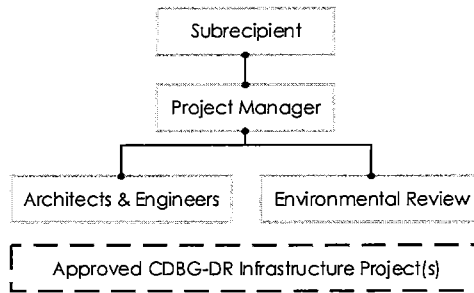 Subrecipient
Project Manager
Architects & Engineers
Environmental Review
Approved CDBG-DR Infrastructure Project(s)